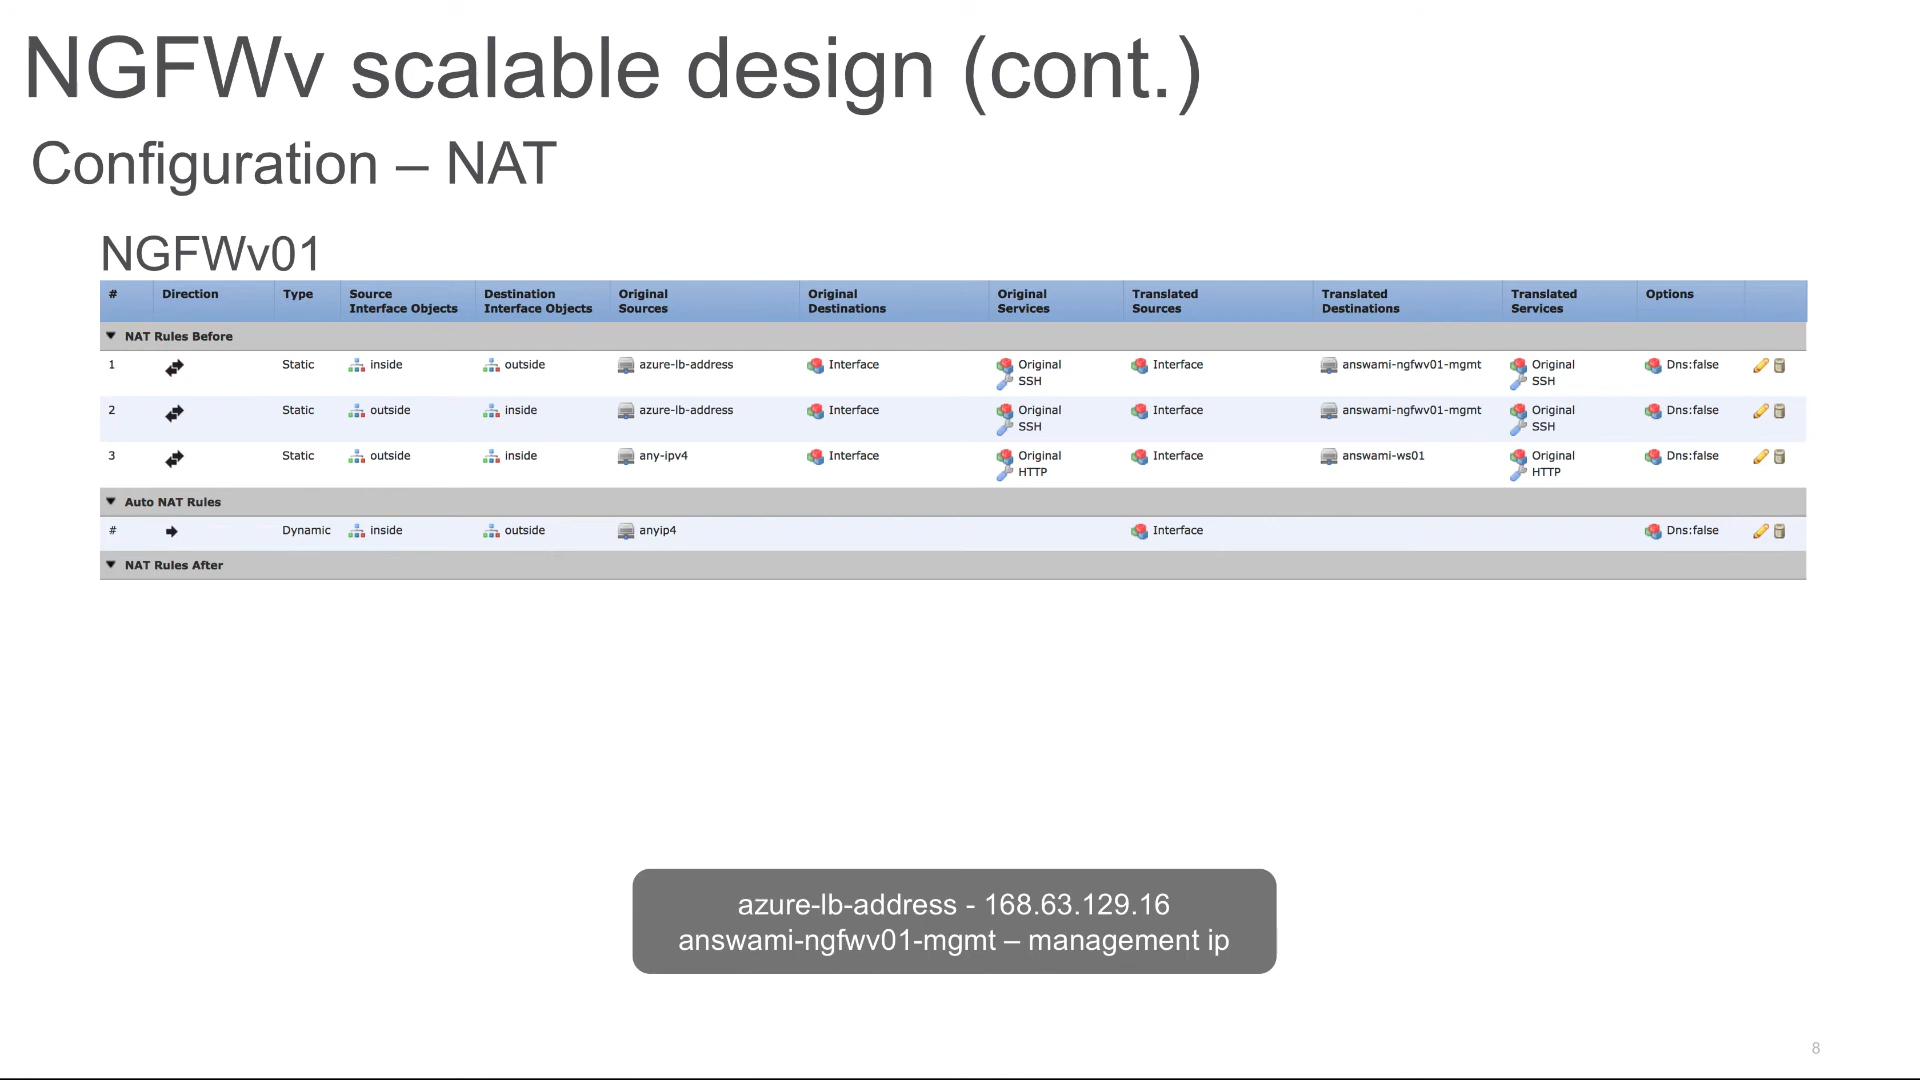 NGFWv scalable design (cont.)
Configuration – NAT
NGFWv01
# Direction Type Source Interface Objects Destination Interface Objects Original Sources Original Destinations Original Services Translated Sources Translated Destinations Translated Services Options
NAT Rules Before
1 Static inside outside azure-lb-address Interface Original SSH Interface answami-ngfwv01-mgmt Original SSH Dns:false
2 Static outside inside azure-lb-address Interface Original SSH Interface answami-ngfwv01-mgmt Original SSH Dns:false
3 Static outside inside any-ipv4 Interface Original HTTP Interface answami-ws01 Original HTTP Dns:false
Auto NAT Rules
# Dynamic inside outside anyip4 Interface Dns:false
NAT Rules After
azure-lb-address - 168.63.129.16
answami-ngfwv01-mgmt – management ip
8